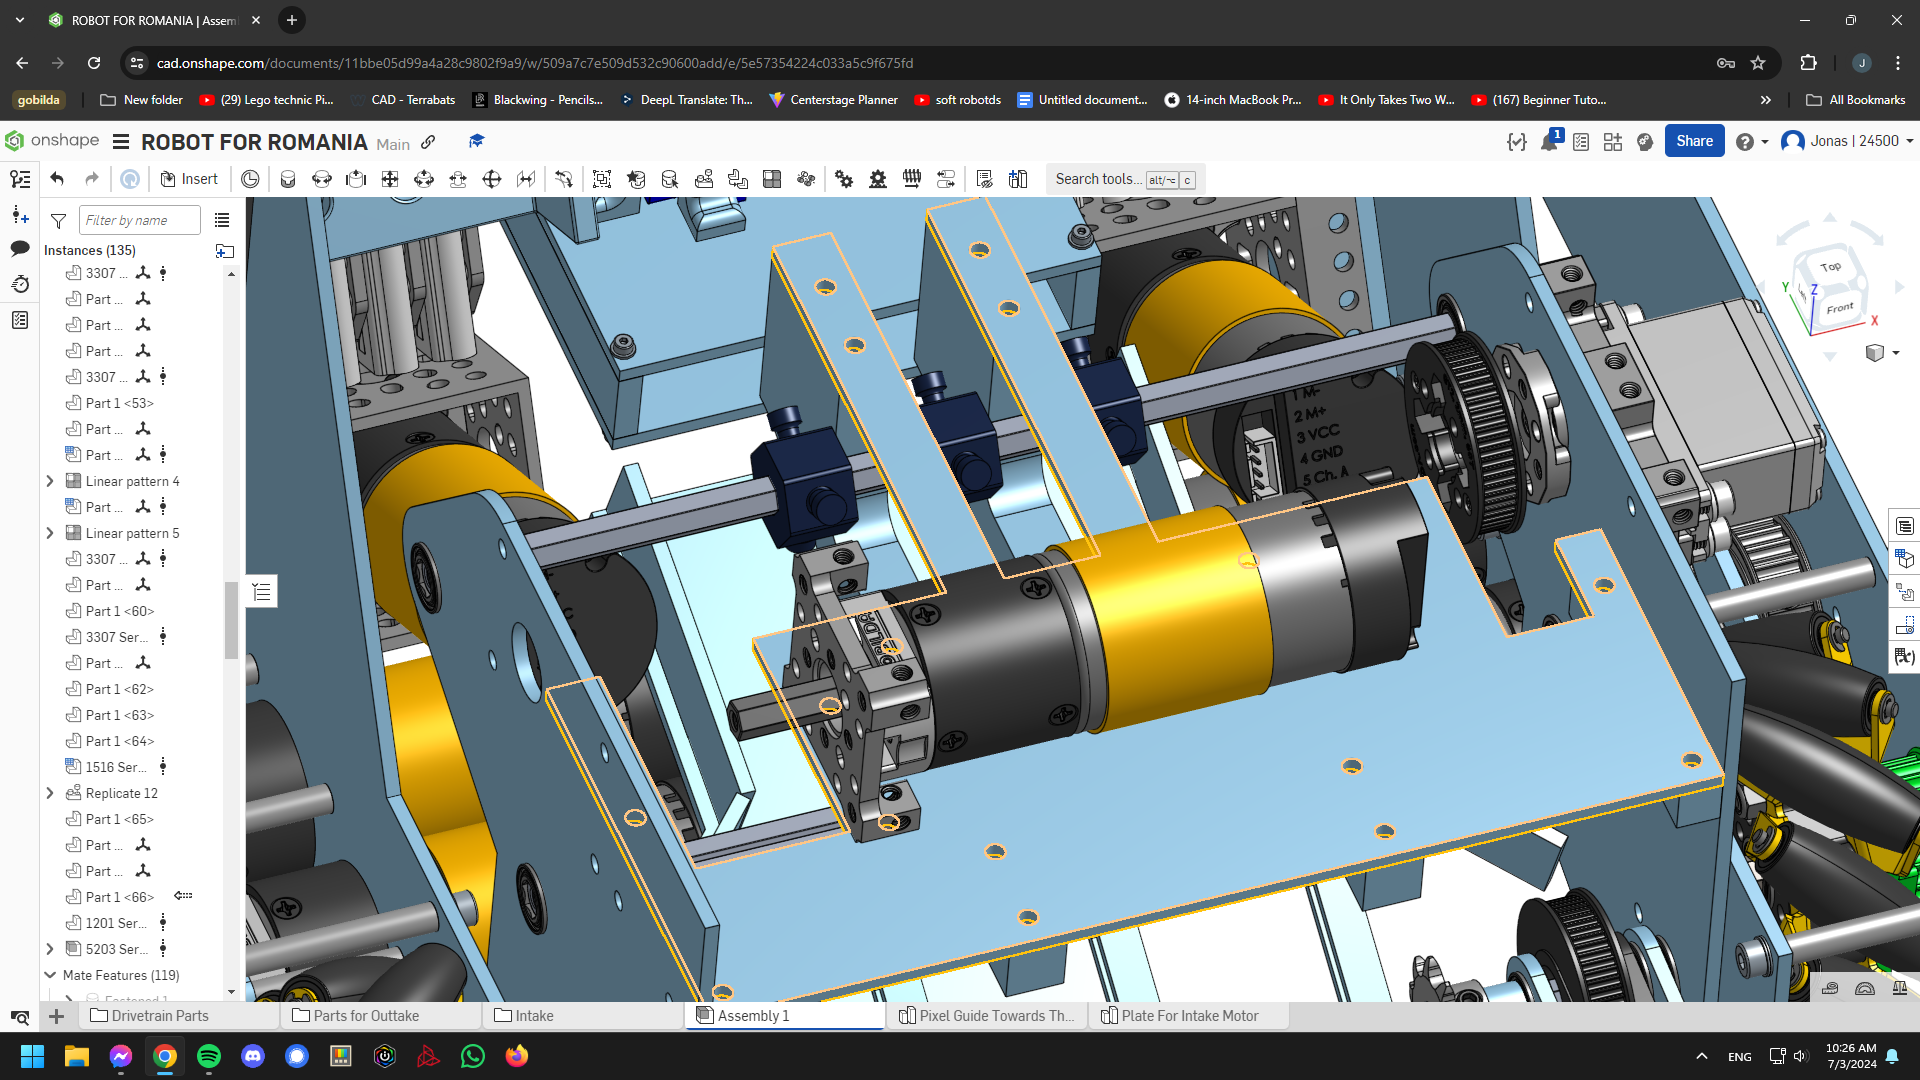 ROBOT FOR ROMANIA | Assem
cad.onshape.com/documents/11bbe05d99a4a28c9802f9a9/w/509a7c7e509d532c90600add/e/5e57354224c033a5c9f675fd
J
gobilda
New folder
(29) Lego technic Pi...
CAD - Terrabats
Blackwing - Pencils...
DeepL Translate: Th...
Centerstage Planner
soft robotds
Untitled document...
14-inch MacBook Pr...
It Only Takes Two W...
(167) Beginner Tuto...
All Bookmarks
onshape
ROBOT FOR ROMANIA Main
1
Share
Jonas | 24500
Insert
Search tools... alt/⌥ c
Filter by name
Instances (135)
3307 ...
Part ...
Part ...
Part ...
3307 ...
Part 1 <53>
Part ...
Part ...
Linear pattern 4
Part ...
Linear pattern 5
3307 ...
Part ...
Part 1 <60>
3307 Ser...
Part ...
Part 1 <62>
Part 1 <63>
Part 1 <64>
1516 Ser...
Replicate 12
Part 1 <65>
Part ...
Part ...
Part 1 <66>
1201 Ser...
5203 Ser...
Mate Features (119)
Fastened 1
1 M-
2 M+
3 VCC
4 GND
5 Ch. A
Top
Front
Z
Y
X
Drivetrain Parts
Parts for Outtake
Intake
Assembly 1
Pixel Guide Towards Th...
Plate For Intake Motor
ENG
10:26 AM
7/3/2024